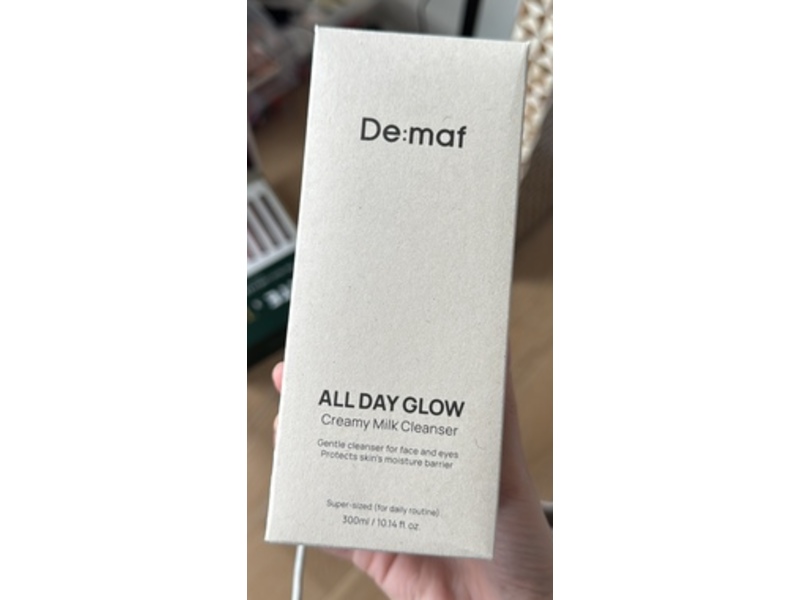 De:maf
ALL DAY GLOW
Creamy Milk Cleanser
Gentle cleanser for face and eyes
Protects skin's moisture barrier
Super-sized (for daily routine)
300ml / 10.14 fl oz